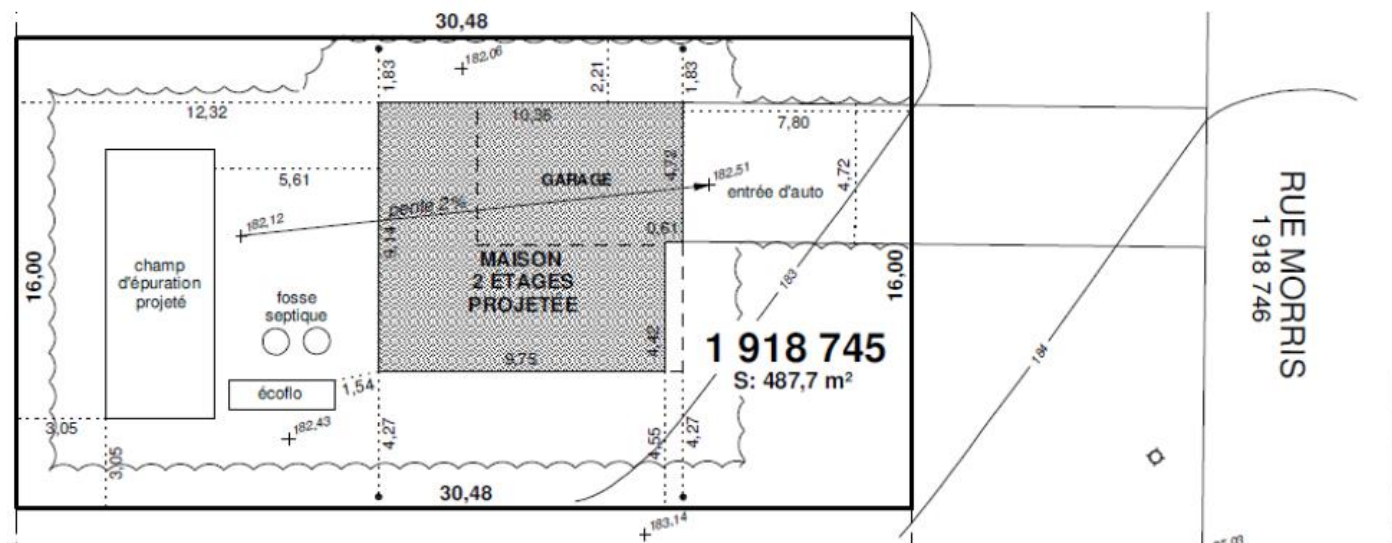 30,48
182,06
1,83
2,21
1,83
12,32
10,36
7,80
5,61
GARAGE
4,72
182,51
entrée d'auto
4,72
pente 2%
182,12
9,14
0,61
16,00
champ
d'épuration
projeté
MAISON
2 ETAGES
PROJETEE
183
16,00
RUE MORRIS
1 918 746
fosse
septique
4,42
1 918 745
S: 487,7 m²
184
9,75
écoflo
1,54
3,05
182,43
4,27
4,55
4,27
3,05
30,48
183,14